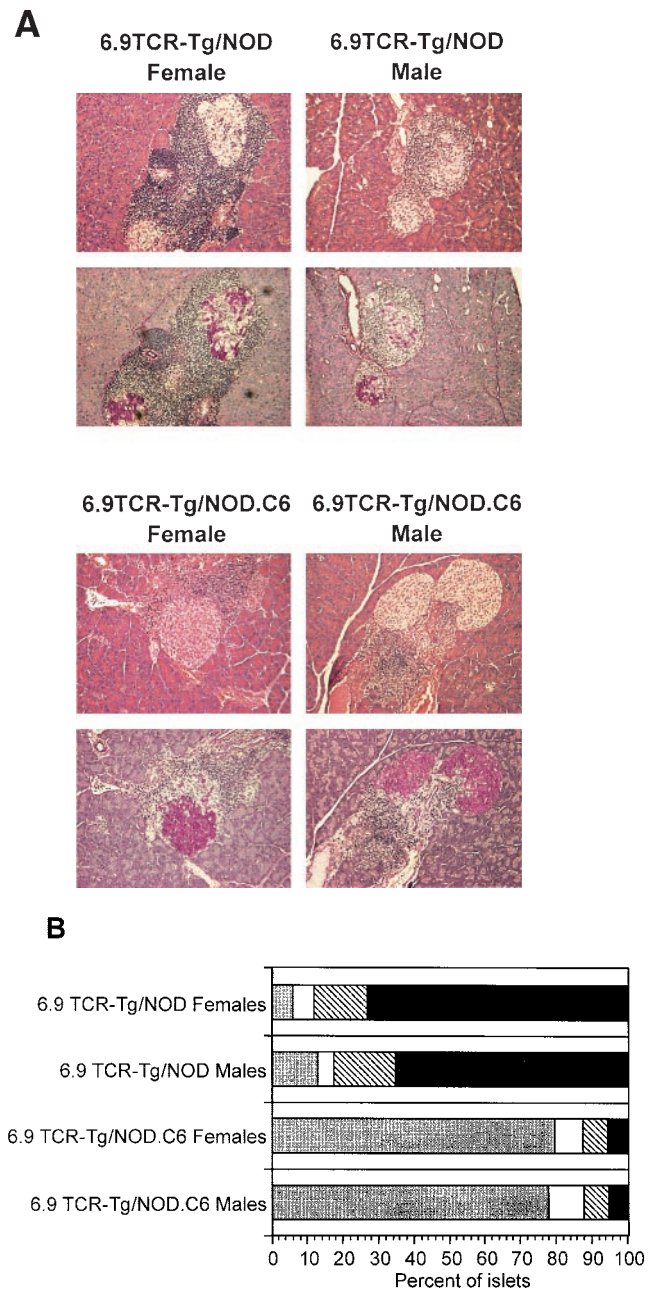 A
6.9TCR-Tg/NOD
Female
6.9TCR-Tg/NOD
Male
6.9TCR-Tg/NOD.C6
Female
6.9TCR-Tg/NOD.C6
Male
B
6.9 TCR-Tg/NOD Females
6.9 TCR-Tg/NOD Males
6.9 TCR-Tg/NOD.C6 Females
6.9 TCR-Tg/NOD.C6 Males
0 10 20 30 40 50 60 70 80 90 100
Percent of islets